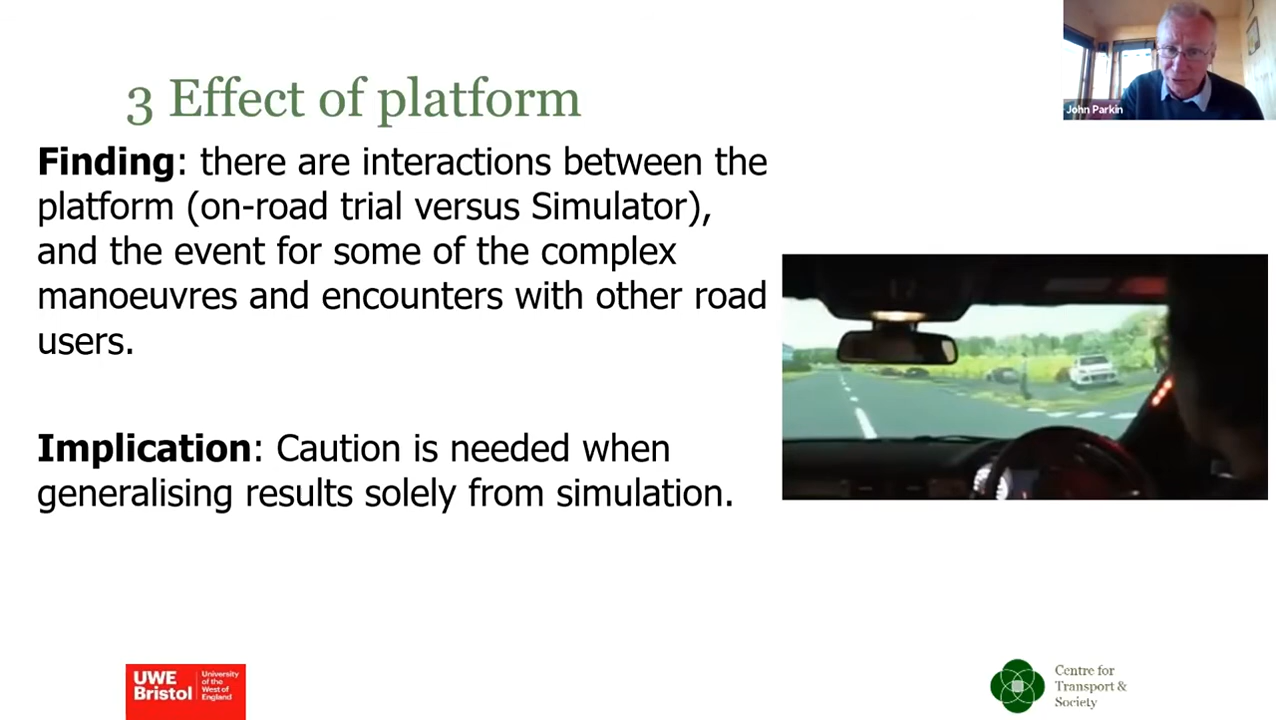 3 Effect of platform
John Parkin
Finding: there are interactions between the
platform (on-road trial versus Simulator),
and the event for some of the complex
manoeuvres and encounters with other road
users.
Implication: Caution is needed when
generalising results solely from simulation.
UWE
Bristol
University
of the
West of
England
Centre for
Transport &
Society